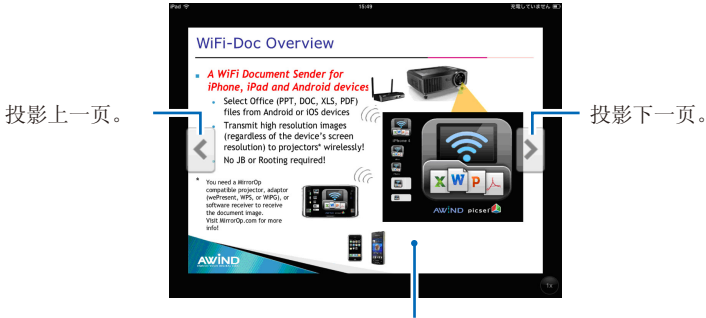 iPad
15:49
充電していません
WiFi-Doc Overview
投影上一页。
投影下一页。
A WiFi Document Sender for
iPhone, iPad and Android devices
Select Office (PPT, DOC, XLS, PDF)
files from Android or iOS devices
Transmit high resolution images
(regardless of the device's screen
resolution) to projectors* wirelessly!
No JB or Rooting required!
* You need a MirrorOp
compatible projector, adaptor
(wePresent, WPS, or WiPG), or
software receiver to receive
the document image.
Visit MirrorOp.com for more
info!
X W P
AWIND picsel
AWIND
TX